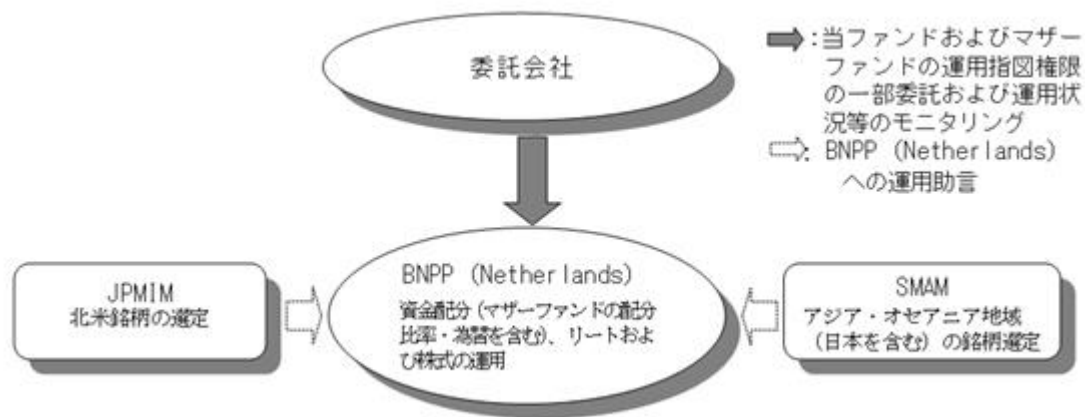 委託会社
:当ファンドおよびマザー
ファンドの運用指図権限
の一部委託および運用状
況等のモニタリング
: BNPP (Netherlands)
への運用助言
JPMIM
北米銘柄の選定
BNPP (Netherlands)
資金配分(マザーファンドの配分
比率・為替を含む)、リートおよ
び株式の運用
SMAM
アジア・オセアニア地域
(日本を含む)の銘柄選定